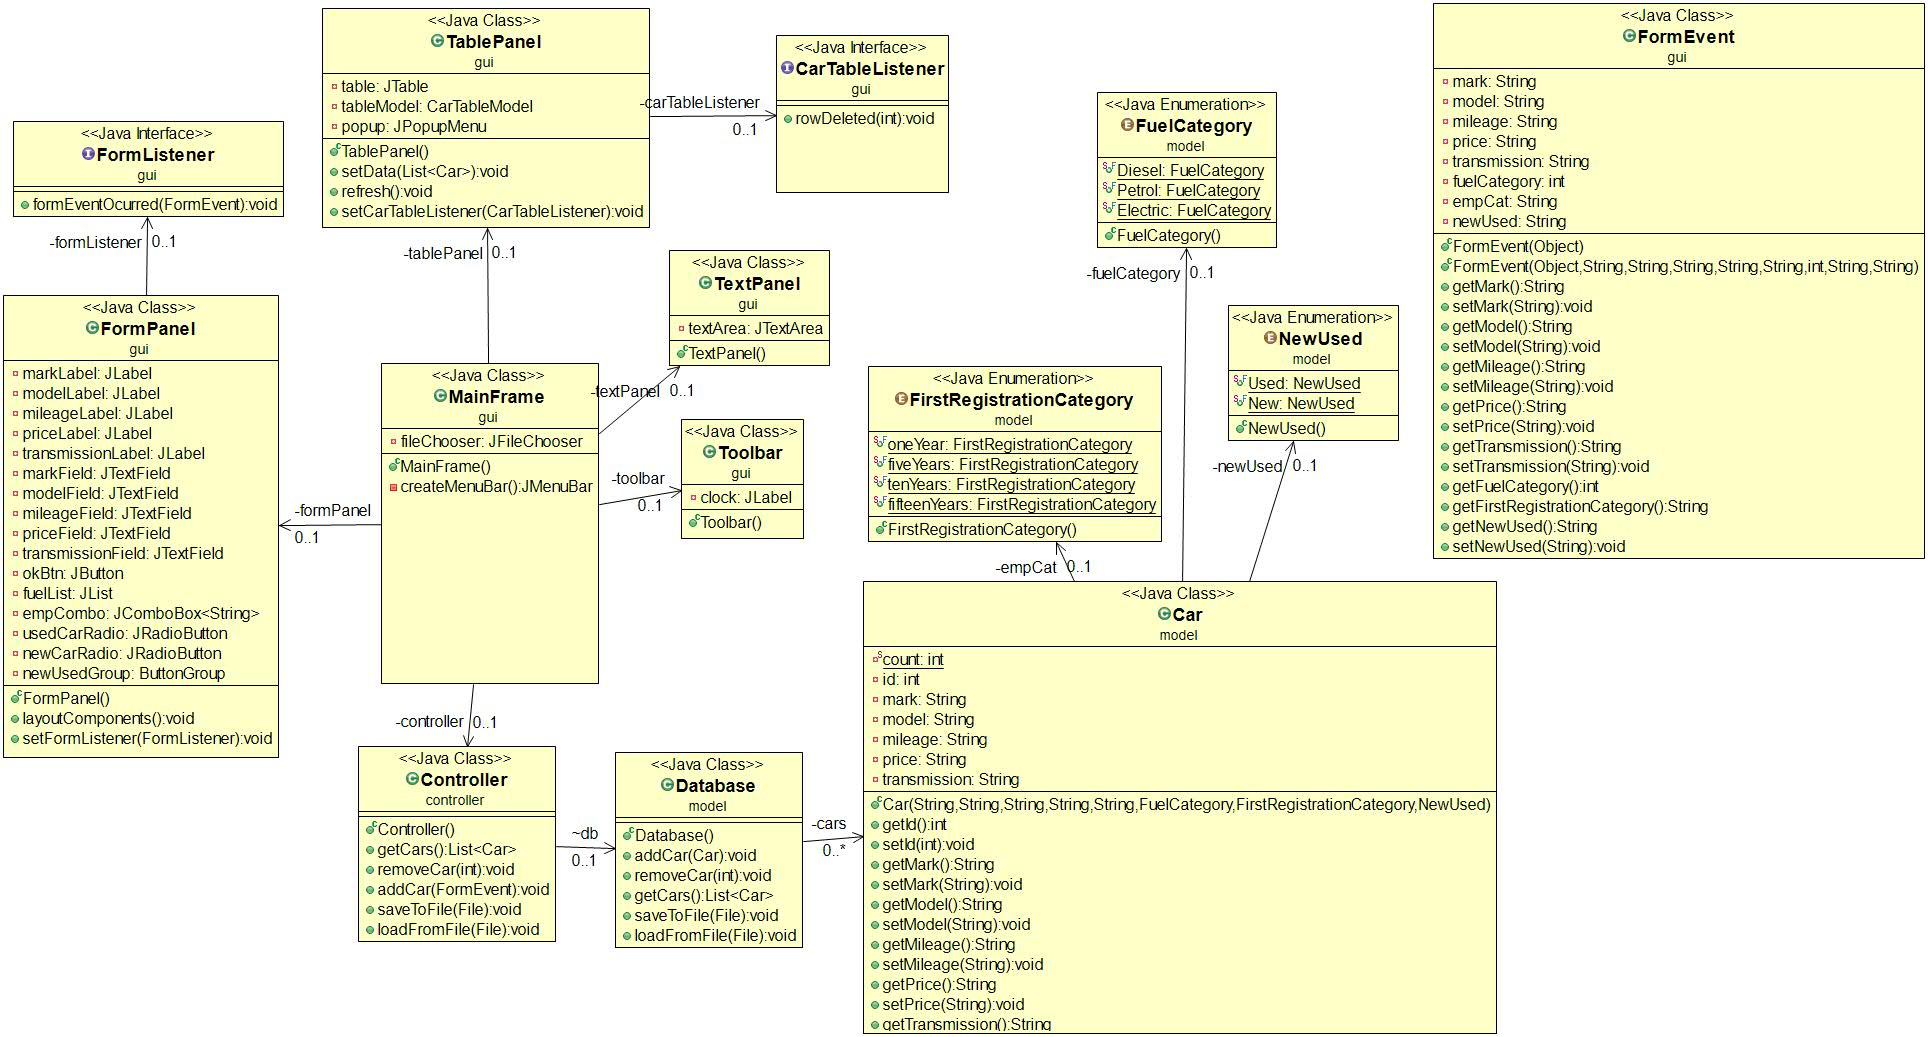 <<Java Class>>
TablePanel
gui
table: JTable
tableModel: CarTableModel
popup: JPopupMenu
TablePanel()
setData(List<Car>):void
refresh():void
setCarTableListener(CarTableListener):void
-carTableListener
0..1
<<Java Interface>>
CarTableListener
gui
rowDeleted(int):void
<<Java Interface>>
FormListener
gui
formEventOcurred(FormEvent):void
-formListener
0..1
-tablePanel
0..1
<<Java Class>>
FormPanel
gui
markLabel: JLabel
modelLabel: JLabel
mileageLabel: JLabel
priceLabel: JLabel
transmissionLabel: JLabel
markField: JTextField
modelField: JTextField
mileageField: JTextField
priceField: JTextField
transmissionField: JTextField
okBtn: JButton
fuelList: JList
empCombo: JComboBox<String>
usedCarRadio: JRadioButton
newCarRadio: JRadioButton
newUsedGroup: ButtonGroup
FormPanel()
layoutComponents():void
setFormListener(FormListener):void
-formPanel
0..1
<<Java Class>>
MainFrame
gui
fileChooser: JFileChooser
MainFrame()
createMenuBar():JMenuBar
<<Java Class>>
TextPanel
gui
textArea: JTextArea
TextPanel()
-textPanel
0..1
<<Java Class>>
Toolbar
gui
clock: JLabel
Toolbar()
-toolbar
0..1
-controller
0..1
<<Java Class>>
Controller
controller
Controller()
getCars():List<Car>
removeCar(int):void
addCar(FormEvent):void
saveToFile(File):void
loadFromFile(File):void
~db
0..1
<<Java Class>>
Database
model
Database()
addCar(Car):void
removeCar(int):void
getCars():List<Car>
saveToFile(File):void
loadFromFile(File):void
-cars
0..*
<<Java Enumeration>>
FuelCategory
model
Diesel: FuelCategory
Petrol: FuelCategory
Electric: FuelCategory
FuelCategory()
-fuelCategory
0..1
<<Java Enumeration>>
NewUsed
model
Used: NewUsed
New: NewUsed
NewUsed()
-newUsed
0..1
<<Java Enumeration>>
FirstRegistrationCategory
model
oneYear: FirstRegistrationCategory
fiveYears: FirstRegistrationCategory
tenYears: FirstRegistrationCategory
fifteenYears: FirstRegistrationCategory
FirstRegistrationCategory()
-empCat
0..1
<<Java Class>>
Car
model
count: int
id: int
mark: String
model: String
mileage: String
price: String
transmission: String
Car(String,String,String,String,String,FuelCategory,FirstRegistrationCategory,NewUsed)
getId():int
setId(int):void
getMark():String
setMark(String):void
getModel():String
setModel(String):void
getMileage():String
setMileage(String):void
getPrice():String
setPrice(String):void
getTransmission():String
<<Java Class>>
FormEvent
gui
mark: String
model: String
mileage: String
price: String
transmission: String
fuelCategory: int
empCat: String
newUsed: String
FormEvent(Object)
FormEvent(Object,String,String,String,String,String,int,String,String)
getMark():String
setMark(String):void
getModel():String
setModel(String):void
getMileage():String
setMileage(String):void
getPrice():String
setPrice(String):void
getTransmission():String
setTransmission(String):void
getFuelCategory():int
getFirstRegistrationCategory():String
getNewUsed():String
setNewUsed(String):void